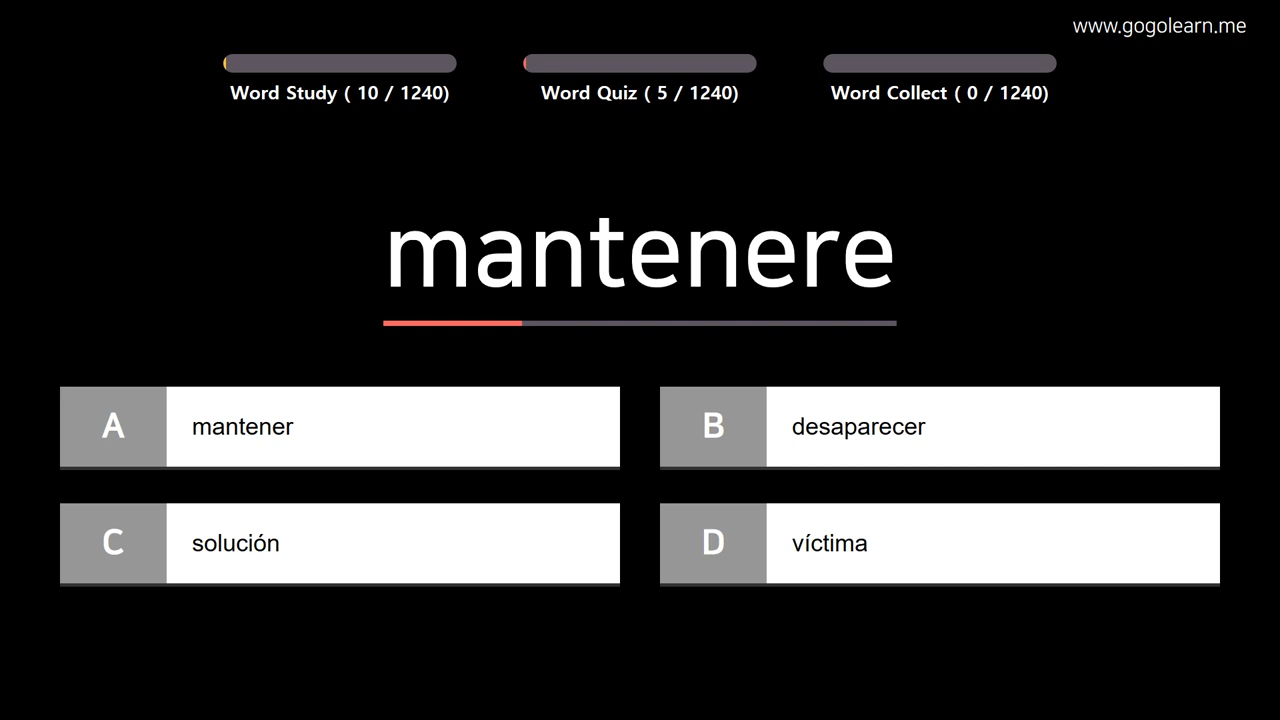 www.gogolearn.me
Word Study ( 10 / 1240)
Word Quiz ( 5 / 1240)
Word Collect ( 0 / 1240)
mantenere
A mantener
B desaparecer
C solución
D víctima